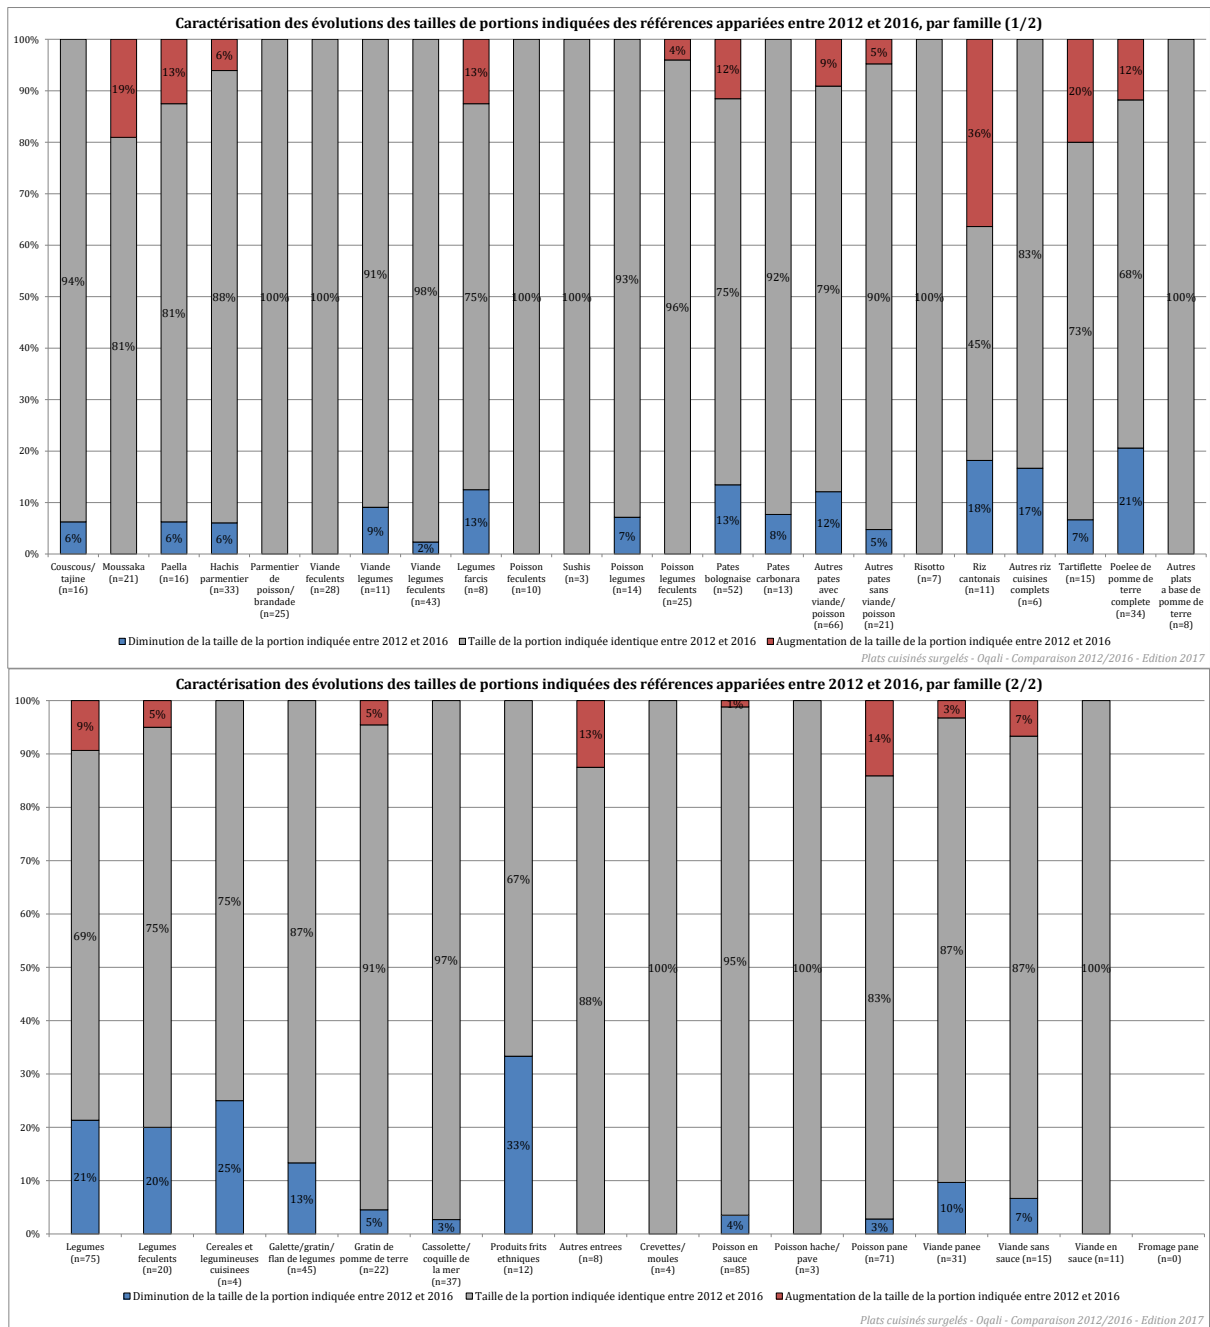 Caractérisation des évolutions des tailles de portions indiquées des références appariées entre 2012 et 2016, par famille (1/2)
100%
90%
80%
70%
60%
50%
40%
30%
20%
10%
0%
94%
6%
19%
81%
13%
81%
6%
6%
88%
6%
100%
100%
91%
9%
98%
2%
13%
75%
13%
100%
100%
93%
7%
4%
96%
12%
75%
13%
92%
8%
9%
79%
12%
5%
90%
5%
100%
36%
45%
18%
83%
17%
20%
73%
7%
12%
68%
21%
100%
Couscous/
tajine
(n=16)
Moussaka
(n=21)
Paella
(n=16)
Hachis
parmentier
(n=33)
Parmentier
de
poisson/
brandade
(n=25)
Viande
feculents
(n=28)
Viande
legumes
(n=11)
Viande
legumes
feculents
(n=43)
Legumes
farcis
(n=8)
Poisson
feculents
(n=10)
Sushis
(n=3)
Poisson
legumes
(n=14)
Poisson
legumes
feculents
(n=25)
Pates
bolognaise
(n=52)
Pates
carbonara
(n=13)
Autres
pates
avec
viande/
poisson
(n=66)
Autres
pates
sans
viande/
poisson
(n=21)
Risotto
(n=7)
Riz
cantonais
(n=11)
Autres riz
cuisines
complets
(n=6)
Tartiflette
(n=15)
Poelee de
pomme de
terre
complete
(n=34)
Autres
plats
a base de
pomme de
terre
(n=8)
Diminution de la taille de la portion indiquée entre 2012 et 2016
Taille de la portion indiquée identique entre 2012 et 2016
Augmentation de la taille de la portion indiquée entre 2012 et 2016
Plats cuisinés surgelés - Oqali - Comparaison 2012/2016 - Edition 2017
Caractérisation des évolutions des tailles de portions indiquées des références appariées entre 2012 et 2016, par famille (2/2)
100%
90%
80%
70%
60%
50%
40%
30%
20%
10%
0%
9%
69%
21%
5%
75%
20%
75%
25%
87%
13%
5%
91%
5%
97%
3%
67%
33%
13%
88%
100%
1%
95%
4%
100%
14%
83%
3%
3%
87%
10%
7%
87%
7%
100%
Legumes
(n=75)
Legumes
feculents
(n=20)
Cereales et
legumineuses
cuisinees
(n=4)
Galette/gratin/
flan de legumes
(n=45)
Gratin de
pomme de terre
(n=22)
Cassolette/
coquille de
la mer
(n=37)
Produits frits
ethniques
(n=12)
Autres entrees
(n=8)
Crevettes/
moules
(n=4)
Poisson en
sauce
(n=85)
Poisson hache/
pave
(n=3)
Poisson pane
(n=71)
Viande panee
(n=31)
Viande sans
sauce (n=15)
Viande en
sauce (n=11)
Fromage pane
(n=0)
Diminution de la taille de la portion indiquée entre 2012 et 2016
Taille de la portion indiquée identique entre 2012 et 2016
Augmentation de la taille de la portion indiquée entre 2012 et 2016
Plats cuisinés surgelés - Oqali - Comparaison 2012/2016 - Edition 2017